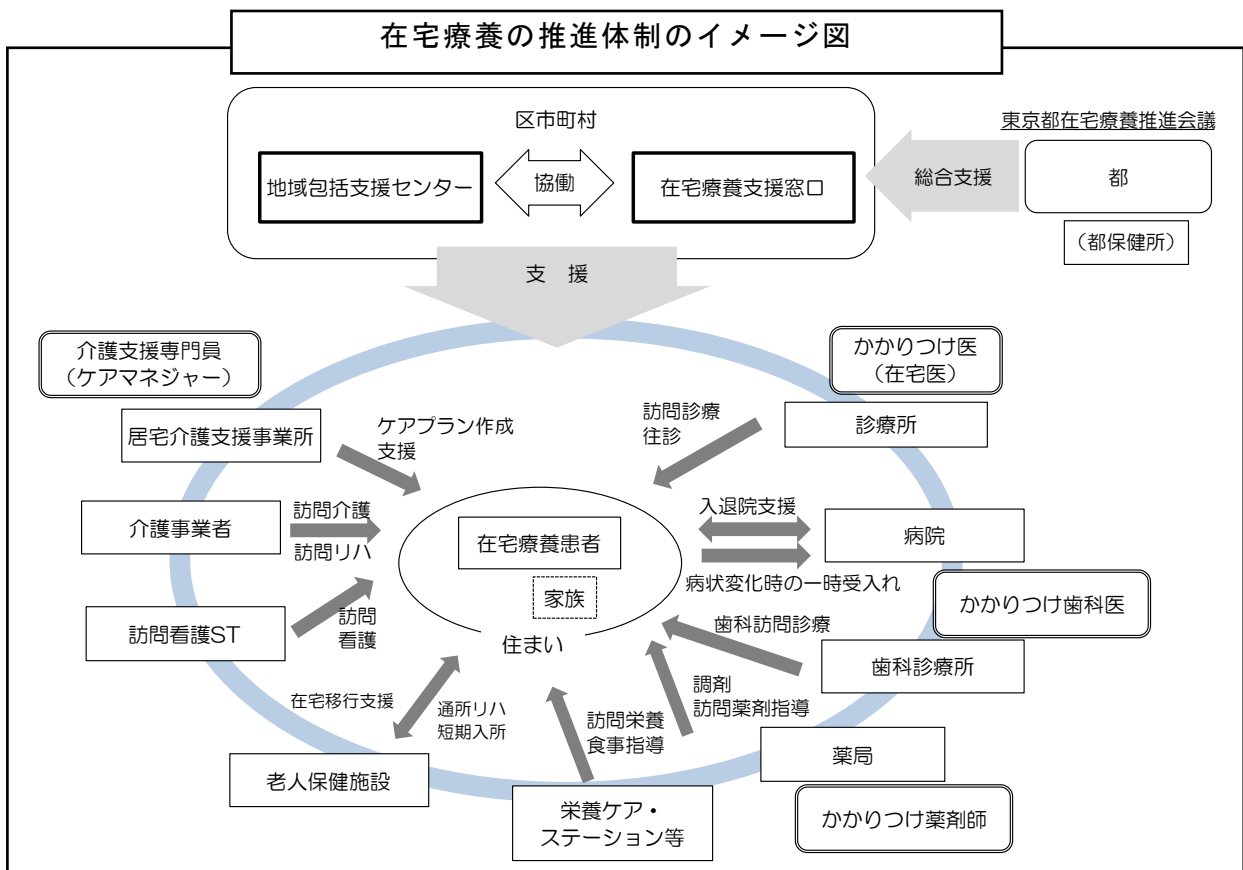 在宅療養の推進体制のイメージ図
区市町村
地域包括支援センター
協働
在宅療養支援窓口
東京都在宅療養推進会議
総合支援
都
（都保健所）
支　援
介護支援専門員
（ケアマネジャー）
かかりつけ医
（在宅医）
居宅介護支援事業所
ケアプラン作成
支援
訪問診療
往診
診療所
介護事業者
訪問介護
訪問リハ
在宅療養患者
家族
住まい
入退院支援
病院
病状変化時の一時受入れ
かかりつけ歯科医
訪問看護ST
訪問
看護
歯科訪問診療
歯科診療所
在宅移行支援
通所リハ
短期入所
訪問栄養
食事指導
調剤
訪問薬剤指導
老人保健施設
薬局
栄養ケア・
ステーション等
かかりつけ薬剤師